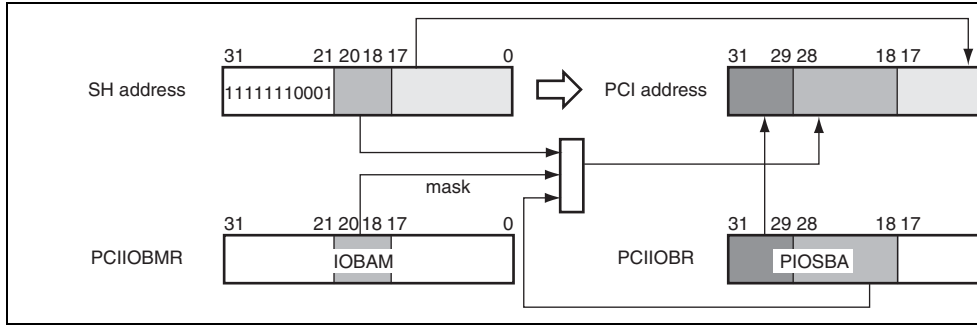 31 21 20 18 17 0 31 29 28 18 17
SH address 11111110001 PCI address
mask
31 21 20 18 17 0 31 29 28 18 17
PCIIOBMR IOBAM PCIIOBR PIOSBA